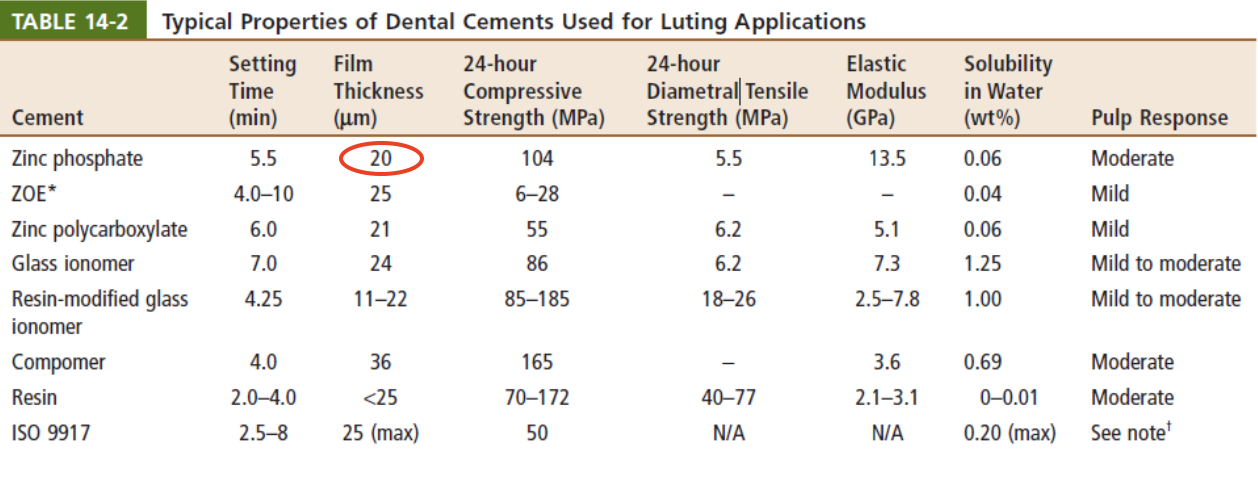 TABLE 14-2 Typical Properties of Dental Cements Used for Luting Applications
Setting Film 24-hour 24-hour Elastic Solubility
Time Thickness Compressive Diametral Tensile Modulus in Water
Cement (min) (μm) Strength (MPa) Strength (MPa) (GPa) (wt%) Pulp Response
Zinc phosphate 5.5 20 104 5.5 13.5 0.06 Moderate
ZOE* 4.0–10 25 6–28 – – 0.04 Mild
Zinc polycarboxylate 6.0 21 55 6.2 5.1 0.06 Mild
Glass ionomer 7.0 24 86 6.2 7.3 1.25 Mild to moderate
Resin-modified glass 4.25 11–22 85–185 18–26 2.5–7.8 1.00 Mild to moderate
ionomer
Compomer 4.0 36 165 – 3.6 0.69 Moderate
Resin 2.0–4.0 <25 70–172 40–77 2.1–3.1 0–0.01 Moderate
ISO 9917 2.5–8 25 (max) 50 N/A N/A 0.20 (max) See note†